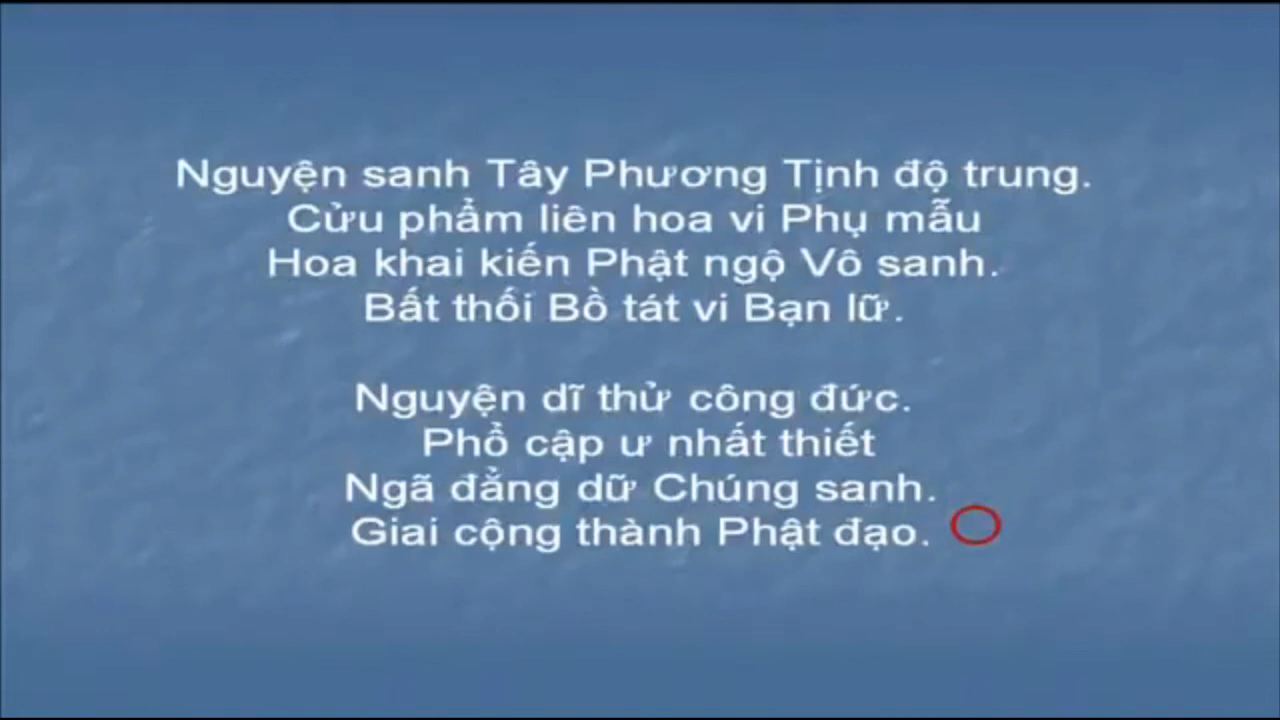 Nguyện sanh Tây Phương Tịnh độ trung.
Cửu phẩm liên hoa vi Phụ mẫu
Hoa khai kiến Phật ngộ Vô sanh.
Bất thối Bồ tát vi Bạn lữ.
Nguyện dĩ thử công đức.
Phổ cập ư nhất thiết
Ngã đẳng dữ Chúng sanh.
Giai cộng thành Phật đạo.